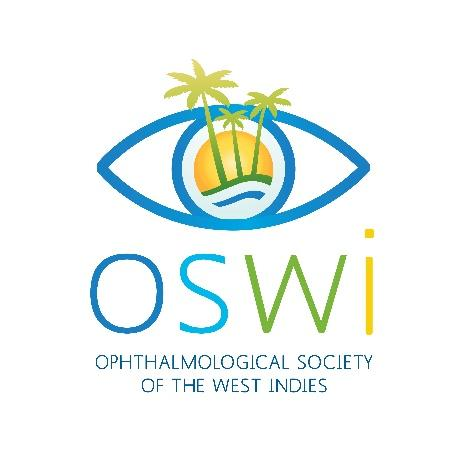 OSWi
OPHTHALMOLOGICAL SOCIETY
OF THE WEST INDIES